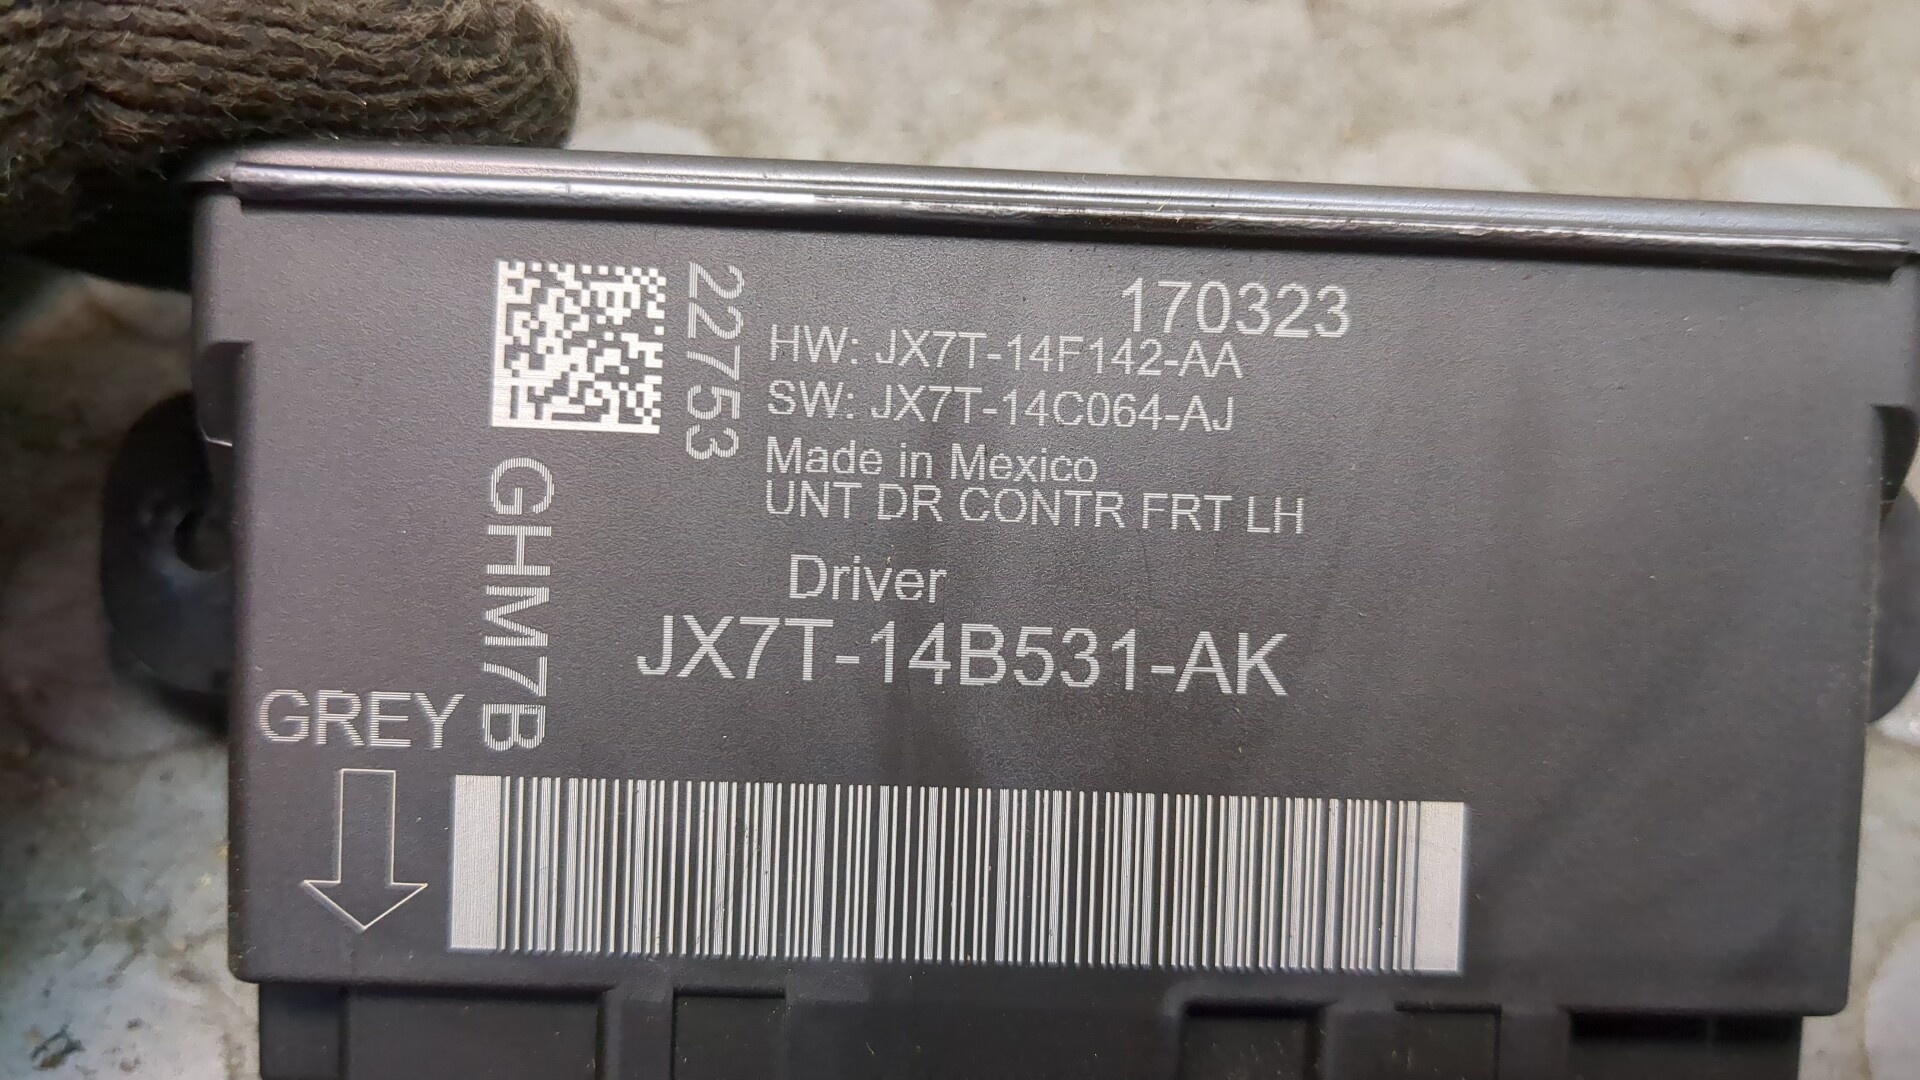 170323
HW: JX7T-14F142-AA
SW: JX7T-14C064-AJ
Made in Mexico
UNT DR CONTR FRT LH
Driver
JX7T-14B531-AK
227753
GHM7B
GREY